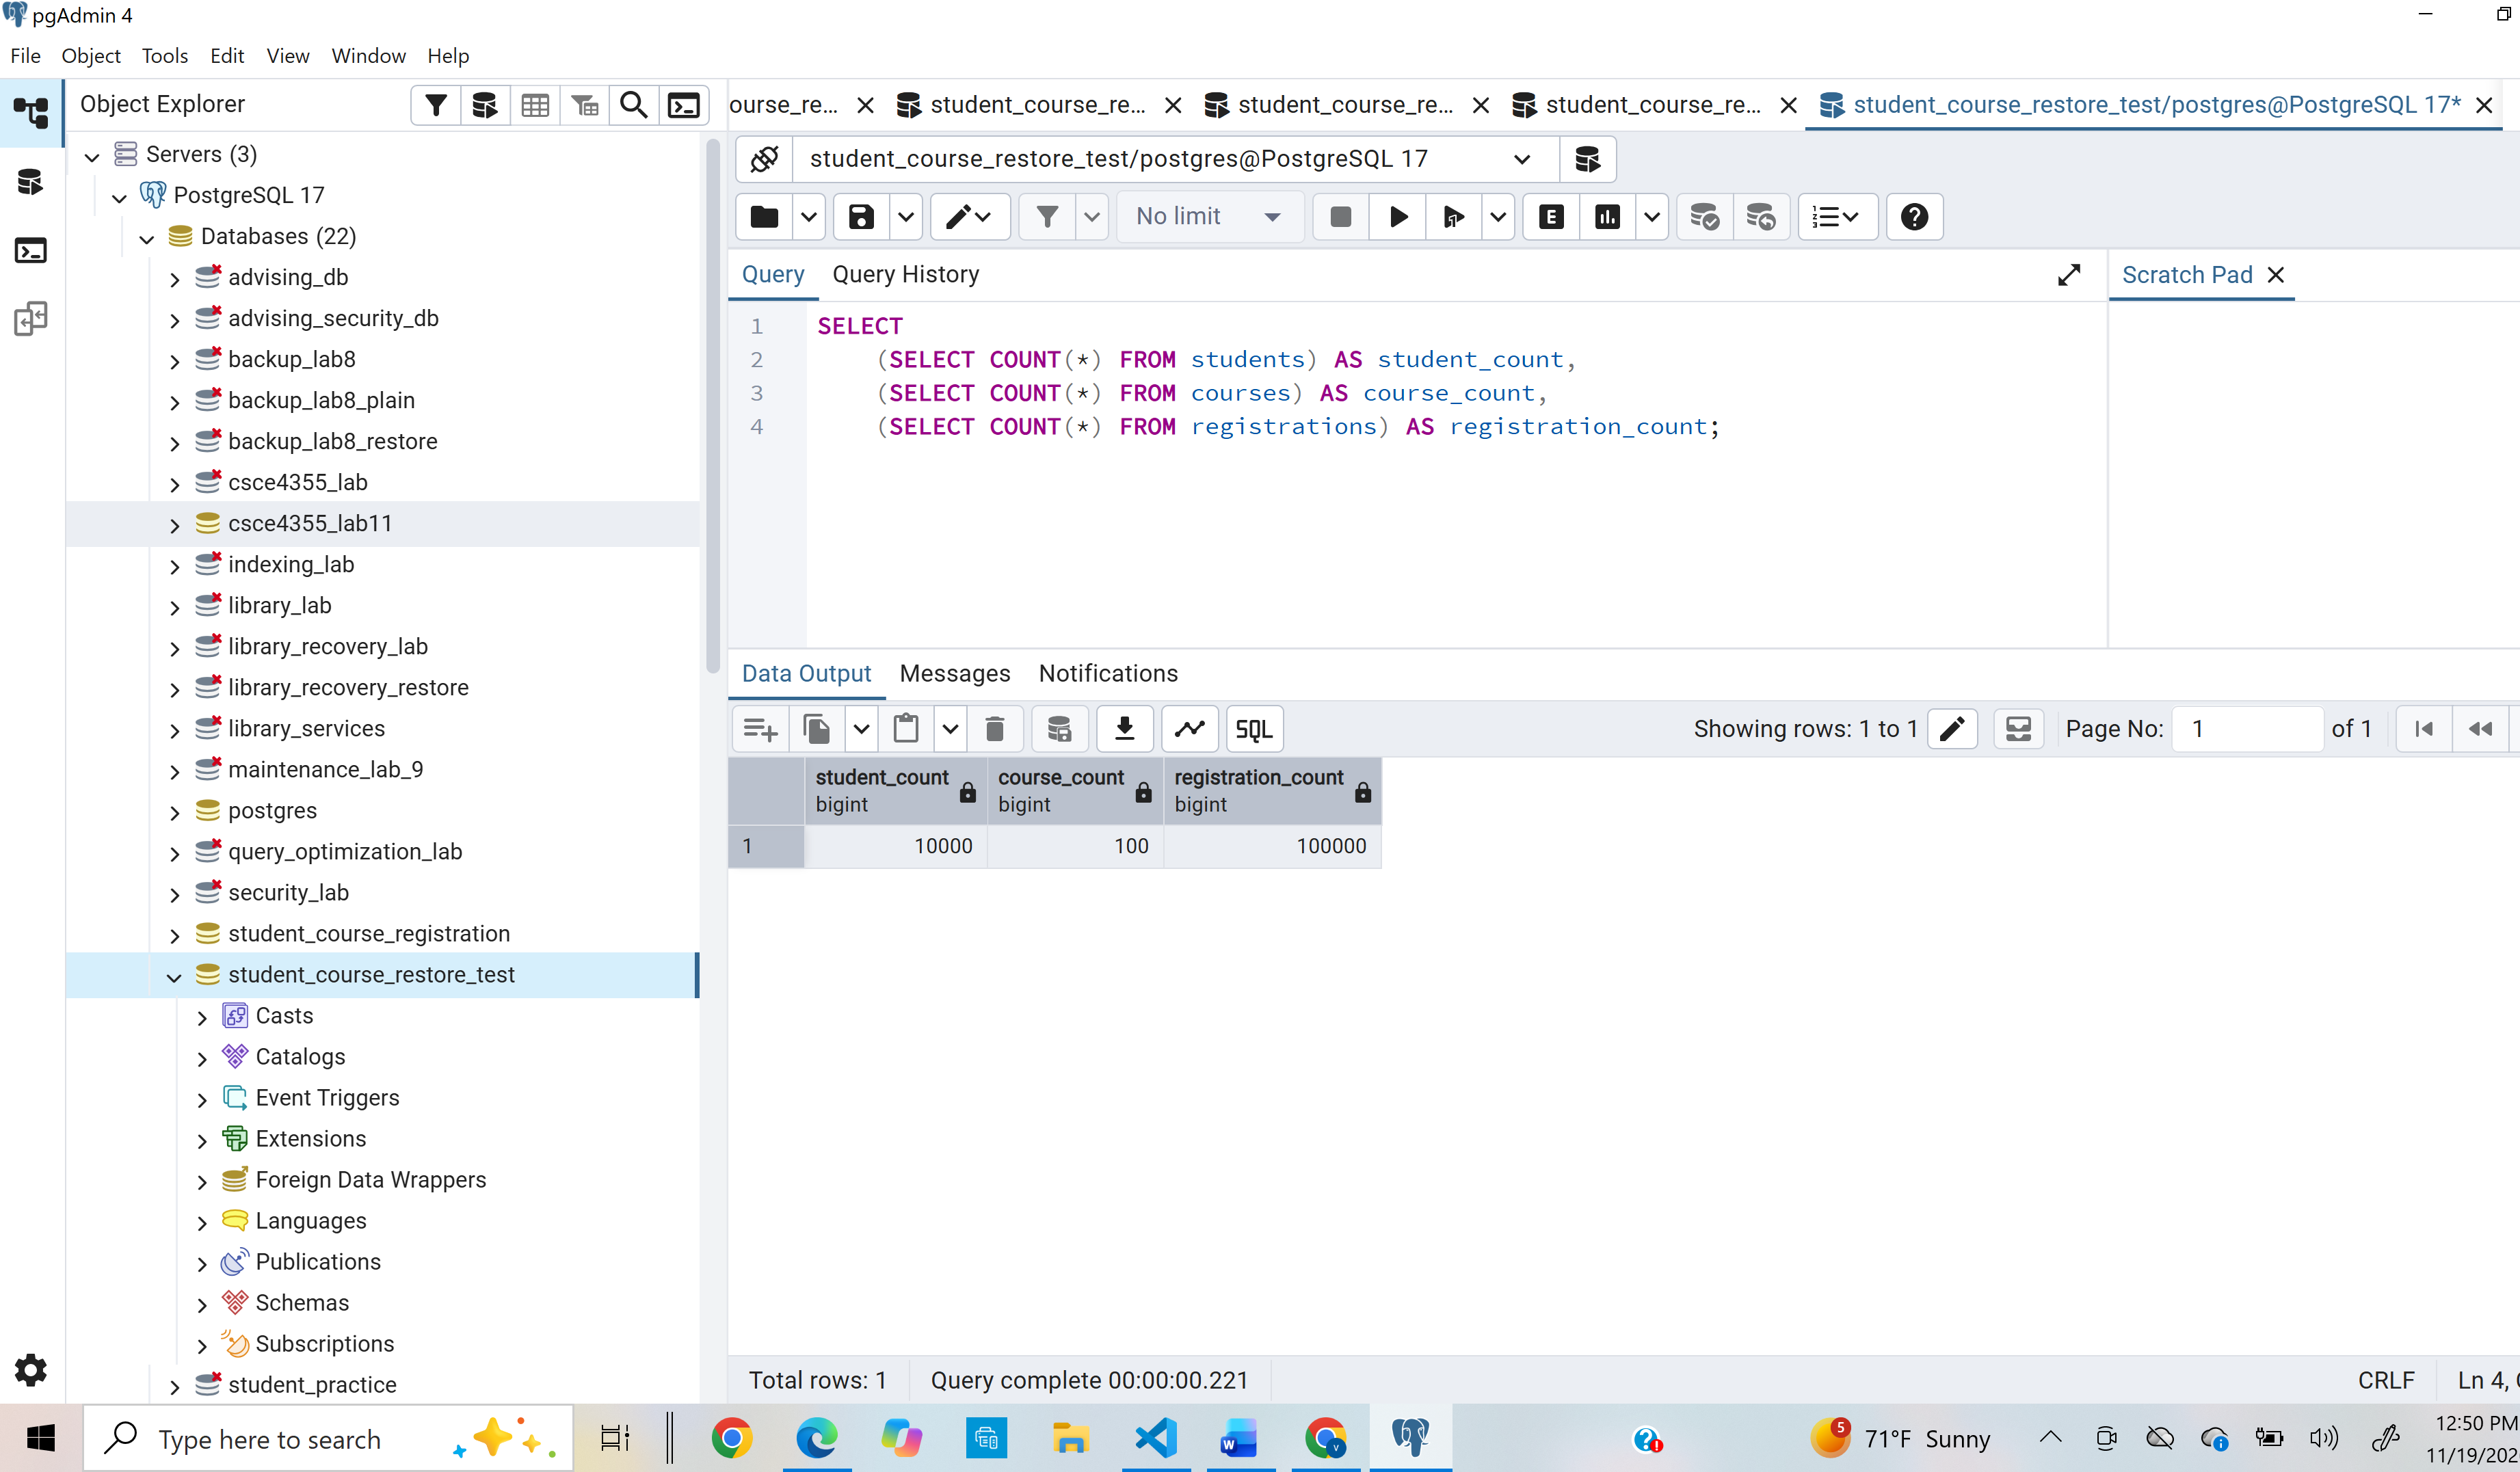 pgAdmin 4
File Object Tools Edit View Window Help
Object Explorer
ourse_re... student_course_re... student_course_re... student_course_re... student_course_restore_test/postgres@PostgreSQL 17*
Servers (3)
PostgreSQL 17
Databases (22)
advising_db
advising_security_db
backup_lab8
backup_lab8_plain
backup_lab8_restore
csce4355_lab
csce4355_lab11
indexing_lab
library_lab
library_recovery_lab
library_recovery_restore
library_services
maintenance_lab_9
postgres
query_optimization_lab
security_lab
student_course_registration
student_course_restore_test
Casts
Catalogs
Event Triggers
Extensions
Foreign Data Wrappers
Languages
Publications
Schemas
Subscriptions
student_practice
student_course_restore_test/postgres@PostgreSQL 17
No limit
E
Query Query History
Scratch Pad
1 SELECT
2 (SELECT COUNT(*) FROM students) AS student_count,
3 (SELECT COUNT(*) FROM courses) AS course_count,
4 (SELECT COUNT(*) FROM registrations) AS registration_count;
Data Output Messages Notifications
SQL
Showing rows: 1 to 1 Page No: 1 of 1
student_count course_count registration_count
bigint bigint bigint
1 10000 100 100000
Total rows: 1 Query complete 00:00:00.221 CRLF Ln 4,
Type here to search
5 71°F Sunny
12:50 PM
11/19/202